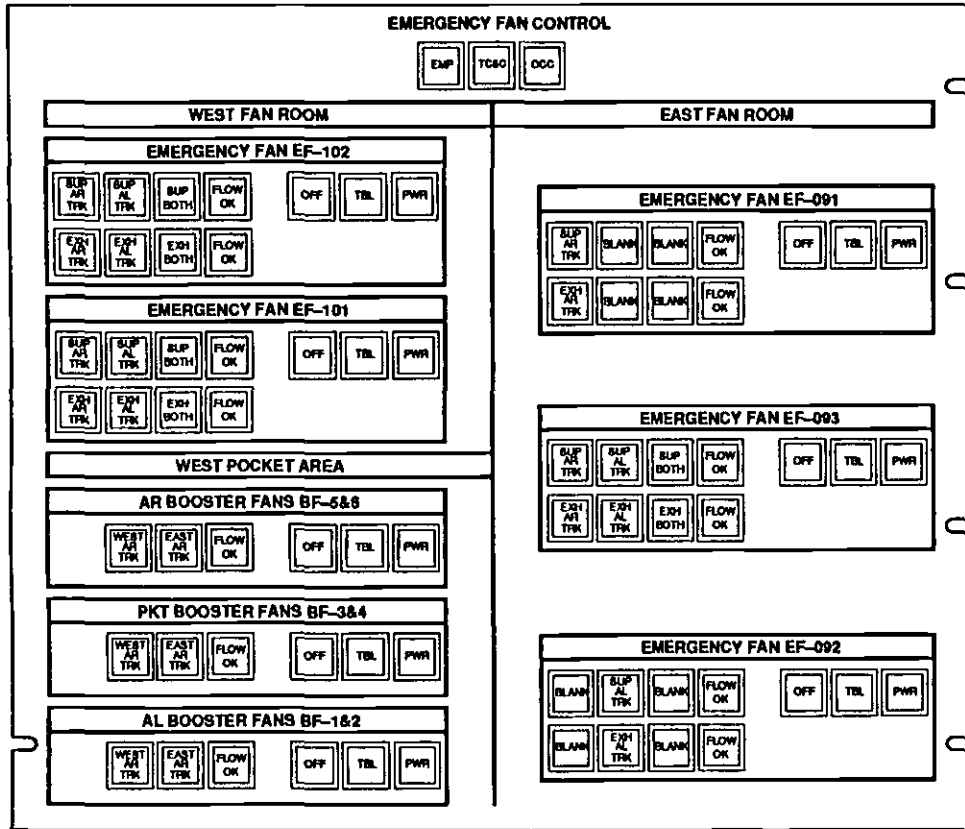 EMERGENCY FAN CONTROL
EMP TC&C OCC
WEST FAN ROOM
EMERGENCY FAN EF-102
SUP AR TRK SUP AL TRK SUP BOTH FLOW OK OFF TBL PWR
EXH AR TRK EXH AL TRK EXH BOTH FLOW OK
EMERGENCY FAN EF-101
SUP AR TRK SUP AL TRK SUP BOTH FLOW OK OFF TBL PWR
EXH AR TRK EXH AL TRK EXH BOTH FLOW OK
WEST POCKET AREA
AR BOOSTER FANS BF-5&6
WEST AR TRK EAST AR TRK FLOW OK OFF TBL PWR
PKT BOOSTER FANS BF-3&4
WEST AR TRK EAST AR TRK FLOW OK OFF TBL PWR
AL BOOSTER FANS BF-1&2
WEST AR TRK EAST AR TRK FLOW OK OFF TBL PWR
EAST FAN ROOM
EMERGENCY FAN EF-091
SUP AR TRK BLANK BLANK FLOW OK OFF TBL PWR
EXH AR TRK BLANK BLANK FLOW OK
EMERGENCY FAN EF-093
SUP AR TRK SUP AL TRK SUP BOTH FLOW OK OFF TBL PWR
EXH AR TRK EXH AL TRK EXH BOTH FLOW OK
EMERGENCY FAN EF-092
BLANK SUP AL TRK BLANK FLOW OK OFF TBL PWR
BLANK EXH AL TRK BLANK FLOW OK